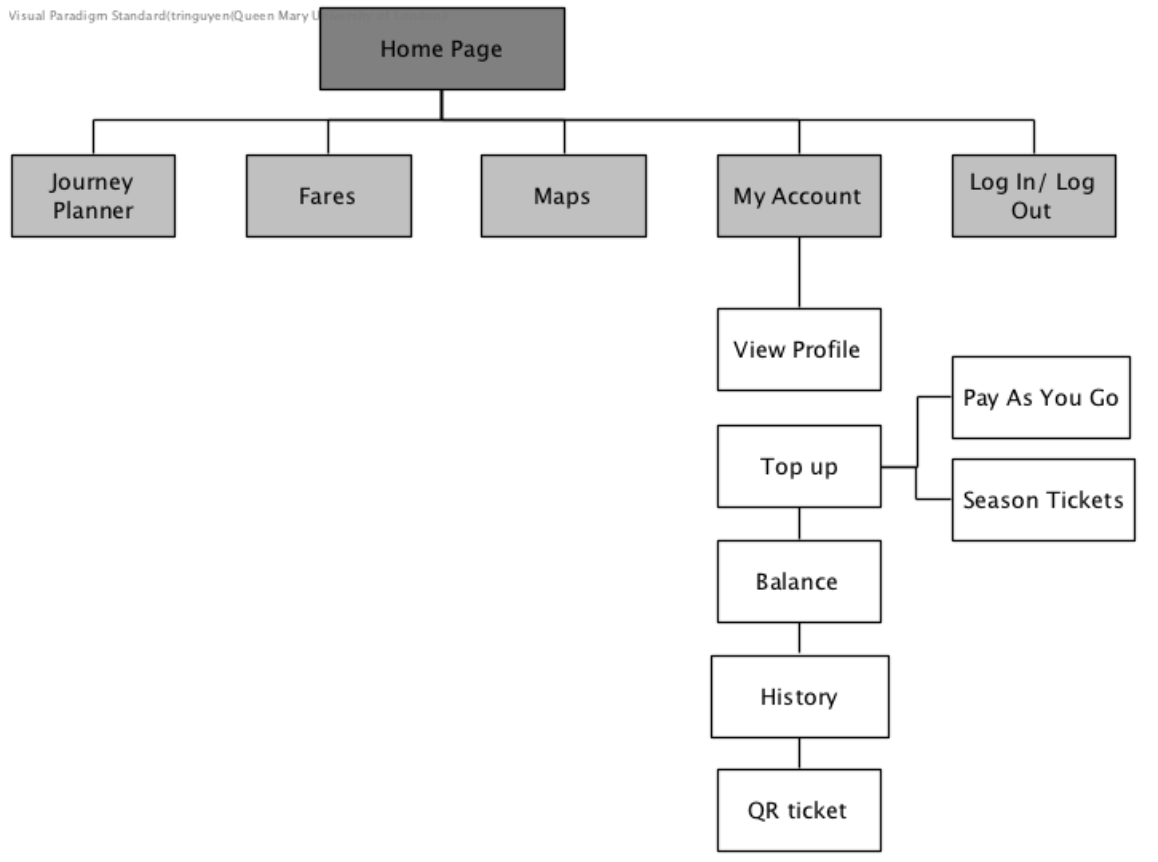 Visual Paradigm Standard(tringuyen(Queen Mary U
Home Page
Journey
Planner
Fares
Maps
My Account
Log In/ Log
Out
View Profile
Pay As You Go
Top up
Season Tickets
Balance
History
QR ticket